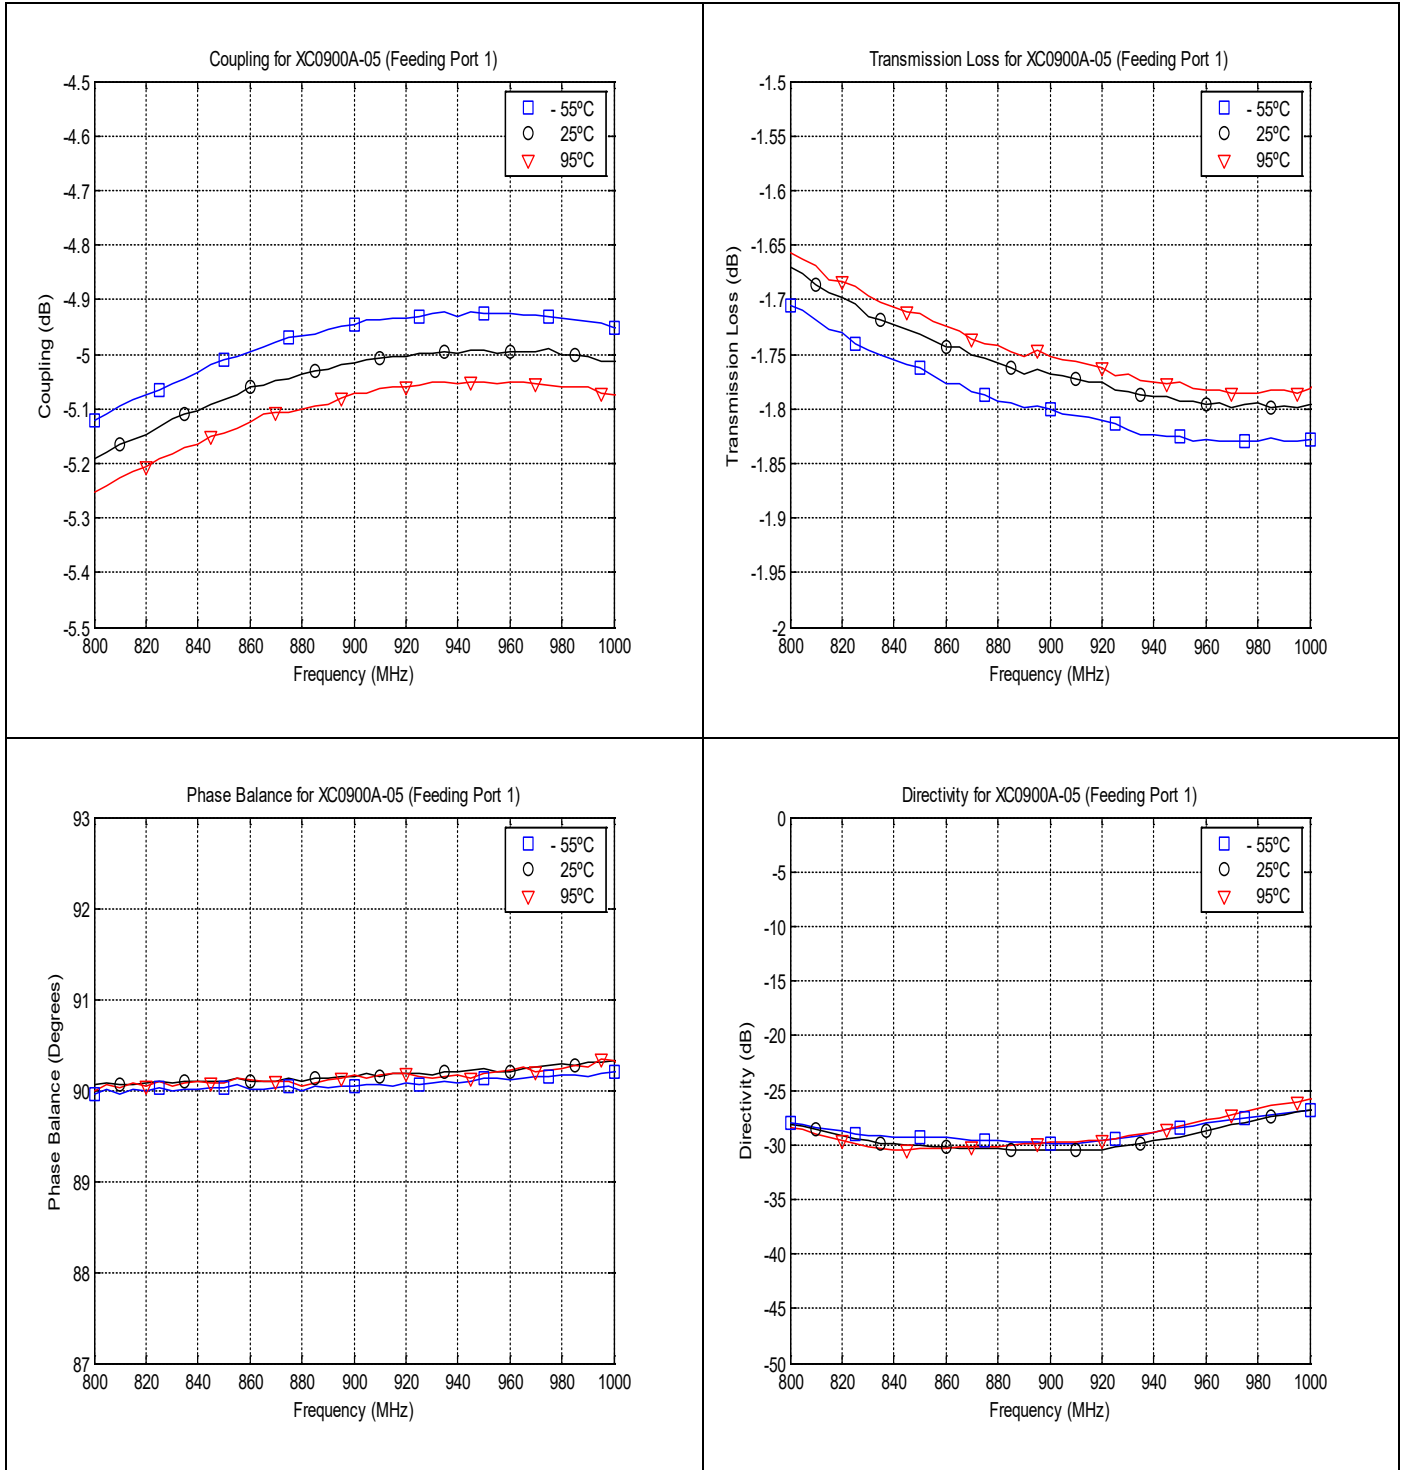 Coupling for XC0900A-05 (Feeding Port 1)
Coupling (dB)
-4.5
-4.6
-4.7
-4.8
-4.9
-5
-5.1
-5.2
-5.3
-5.4
-5.5
- 55ºC
25ºC
95ºC
800 820 840 860 880 900 920 940 960 980 1000
Frequency (MHz)
Transmission Loss for XC0900A-05 (Feeding Port 1)
Transmission Loss (dB)
-1.5
-1.55
-1.6
-1.65
-1.7
-1.75
-1.8
-1.85
-1.9
-1.95
-2
- 55ºC
25ºC
95ºC
800 820 840 860 880 900 920 940 960 980 1000
Frequency (MHz)
Phase Balance for XC0900A-05 (Feeding Port 1)
Phase Balance (Degrees)
93
92
91
90
89
88
87
- 55ºC
25ºC
95ºC
800 820 840 860 880 900 920 940 960 980 1000
Frequency (MHz)
Directivity for XC0900A-05 (Feeding Port 1)
Directivity (dB)
0
-5
-10
-15
-20
-25
-30
-35
-40
-45
-50
- 55ºC
25ºC
95ºC
800 820 840 860 880 900 920 940 960 980 1000
Frequency (MHz)